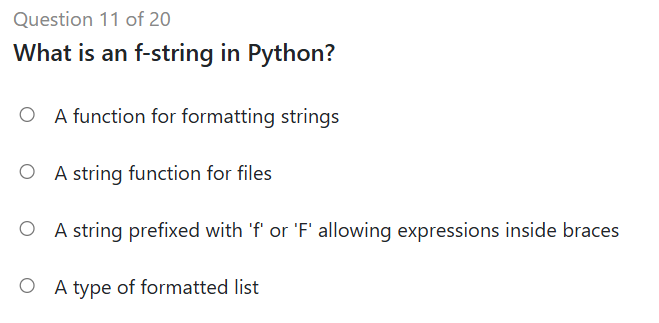 Question 11 of 20
What is an f-string in Python?
A function for formatting strings
A string function for files
A string prefixed with 'f' or 'F' allowing expressions inside braces
A type of formatted list